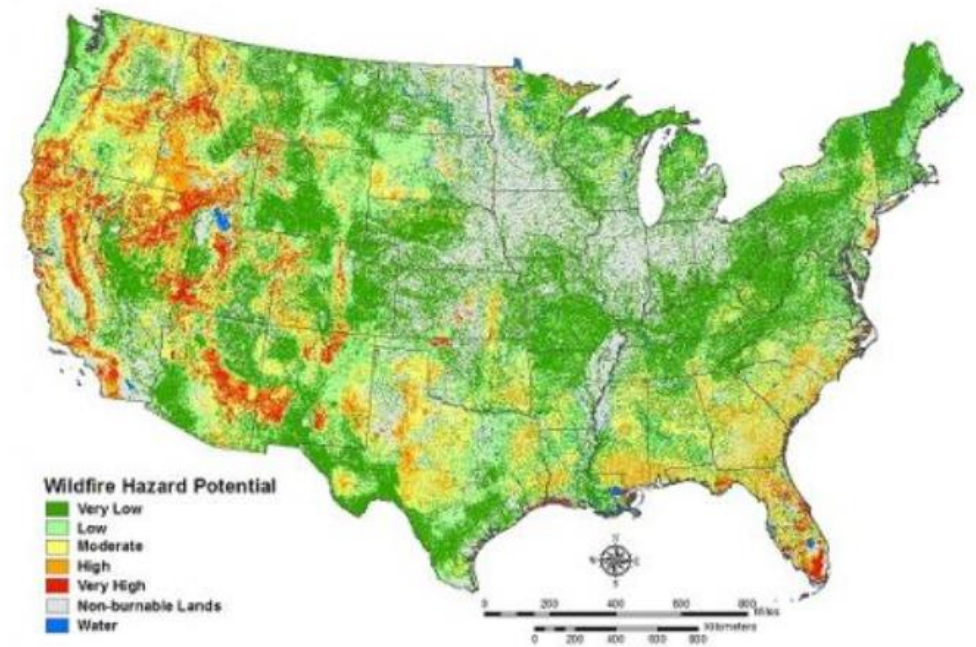 Wildfire Hazard Potential
Very Low
Low
Moderate
High
Very High
Non-burnable Lands
Water
N
E
S
0 200 400 600 800 Miles
0 200 400 600 800 Kilometers